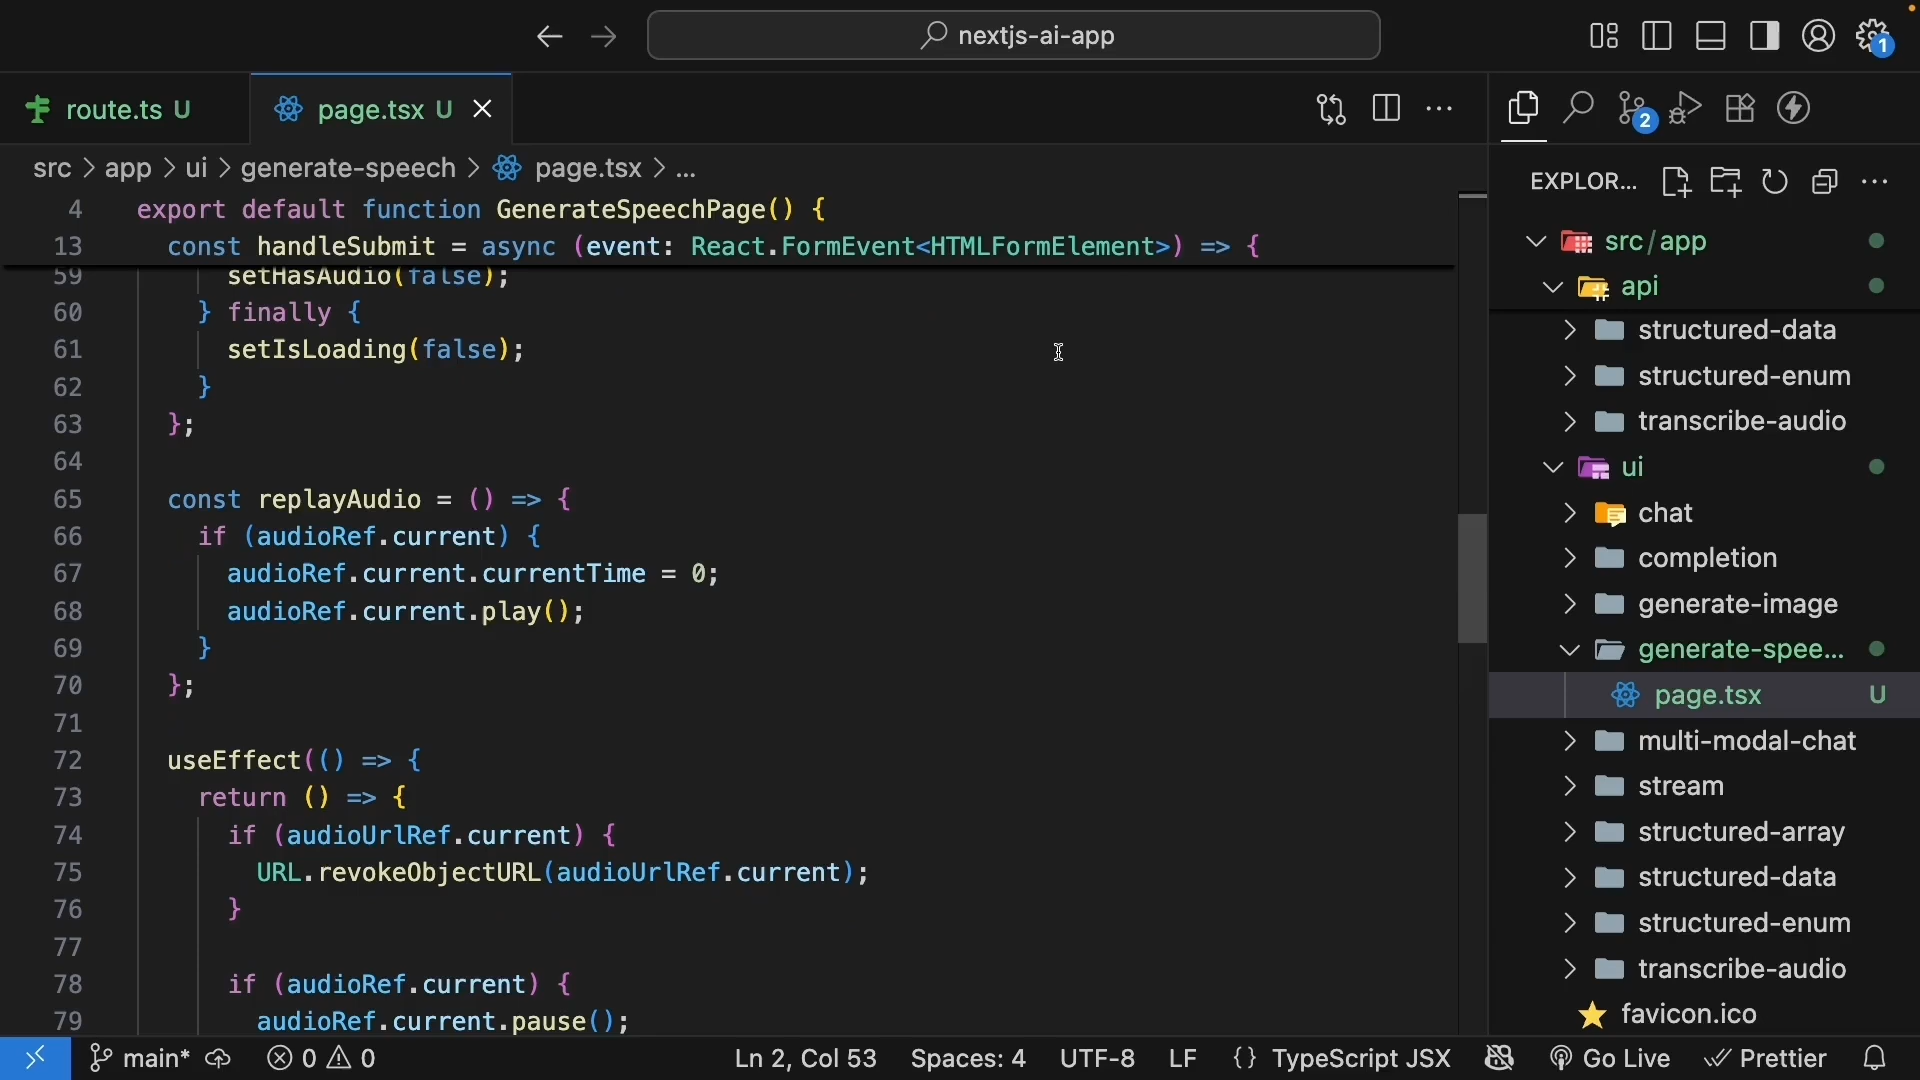 nextjs-ai-app
1
route.ts U
page.tsx U
2
src > app > ui > generate-speech > page.tsx > ...
EXPLOR...
4 export default function GenerateSpeechPage() {
13 const handleSubmit = async (event: React.FormEvent<HTMLFormElement>) => {
59 setHasAudio(false);
60 } finally {
61 setIsLoading(false);
62 }
63 };
64
65 const replayAudio = () => {
66 if (audioRef.current) {
67 audioRef.current.currentTime = 0;
68 audioRef.current.play();
69 }
70 };
71
72 useEffect(() => {
73 return () => {
74 if (audioUrlRef.current) {
75 URL.revokeObjectURL(audioUrlRef.current);
76 }
77
78 if (audioRef.current) {
79 audioRef.current.pause();
src/app
api
structured-data
structured-enum
transcribe-audio
ui
chat
completion
generate-image
generate-spee...
page.tsx U
multi-modal-chat
stream
structured-array
structured-data
structured-enum
transcribe-audio
favicon.ico
main* 0 0 Ln 2, Col 53 Spaces: 4 UTF-8 LF {} TypeScript JSX Go Live Prettier